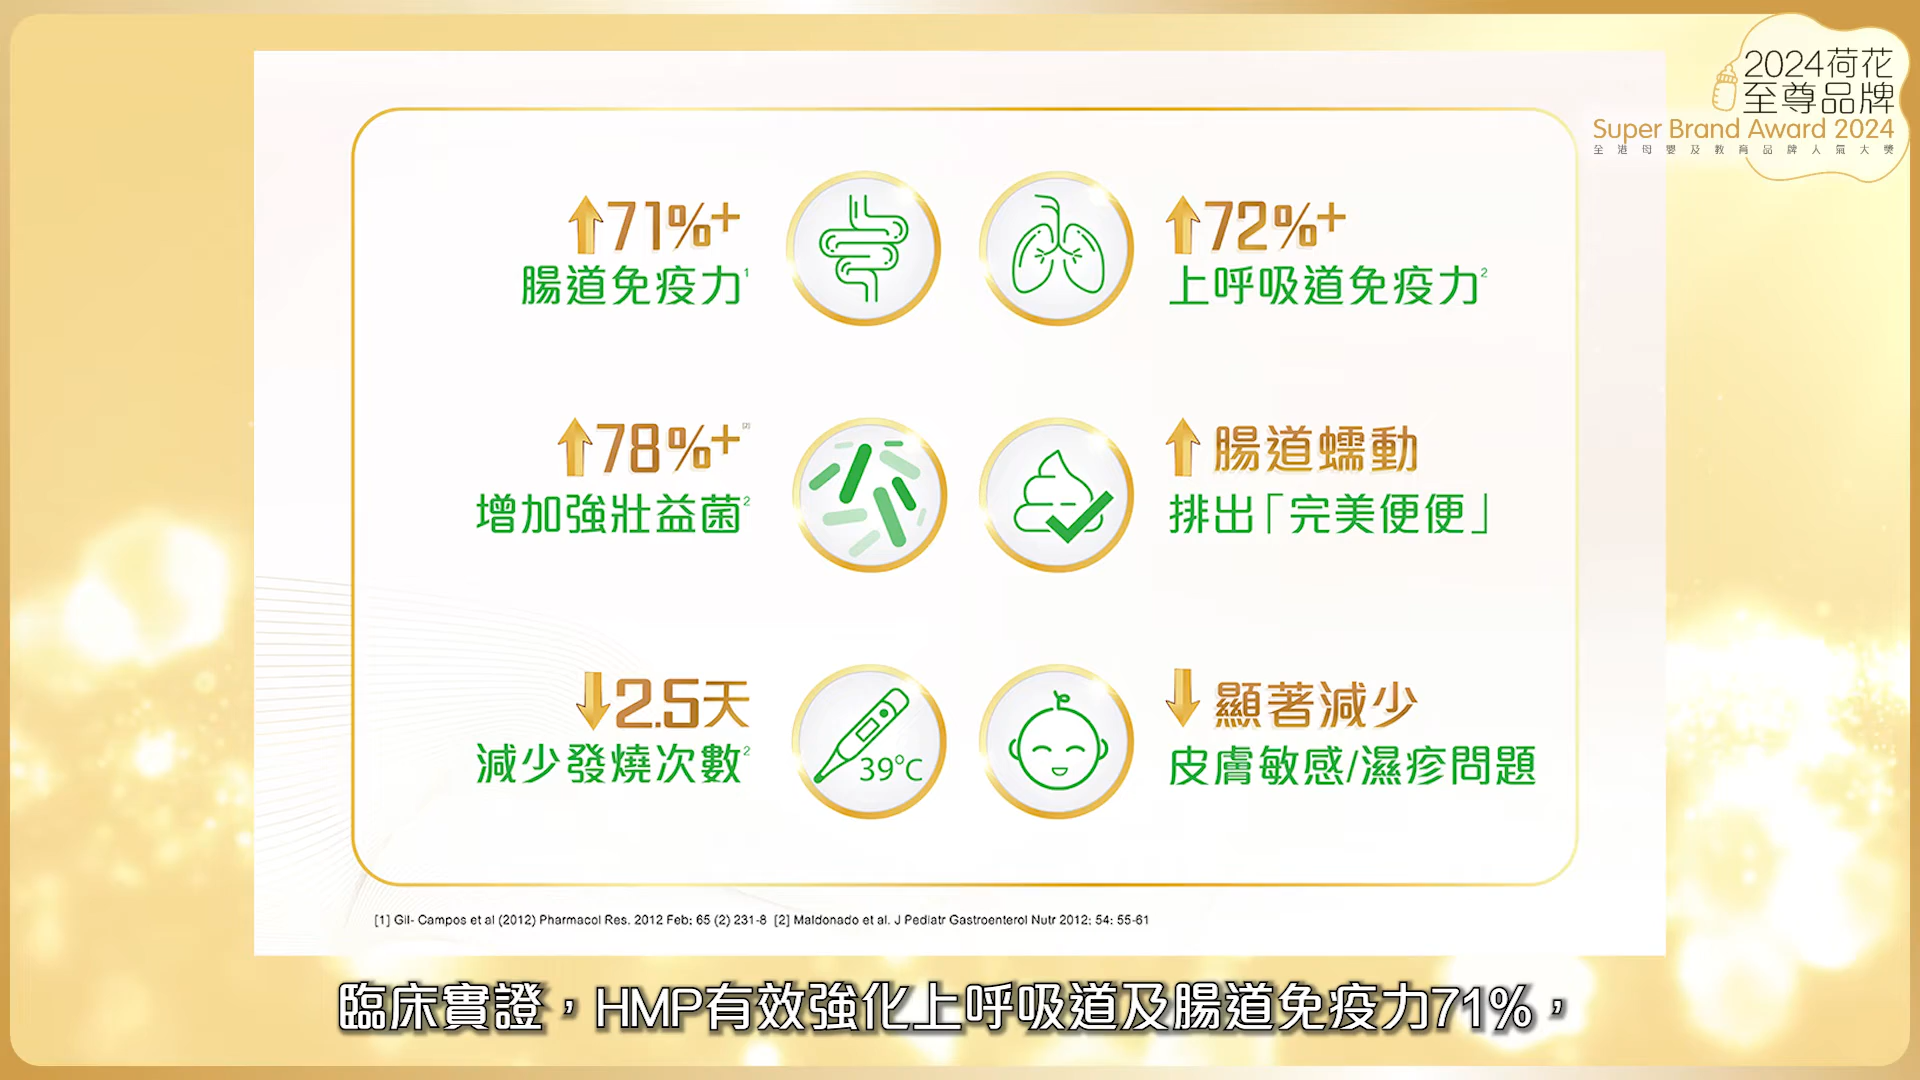 2024荷花
至尊品牌
Super Brand Award 2024
全港母嬰及教育品牌人氣大獎
71%+
腸道免疫力1
72%+
上呼吸道免疫力2
78%+[2]
增加強壯益菌2
腸道蠕動
排出「完美便便」
2.5天
減少發燒次數2
39°C
顯著減少
皮膚敏感/濕疹問題
[1] Gil- Campos et al (2012) Pharmacol Res. 2012 Feb; 65 (2) 231-8 [2] Maldonado et al. J Pediatr Gastroenterol Nutr 2012; 54: 55-61
臨床實證，HMP有效強化上呼吸道及腸道免疫力71%，